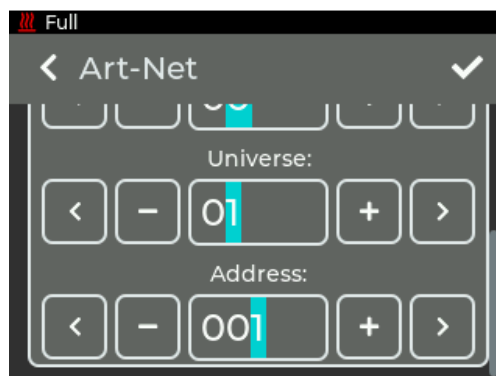 Full
Art-Net
Universe:
< - 01 + >
Address:
< - 001 + >